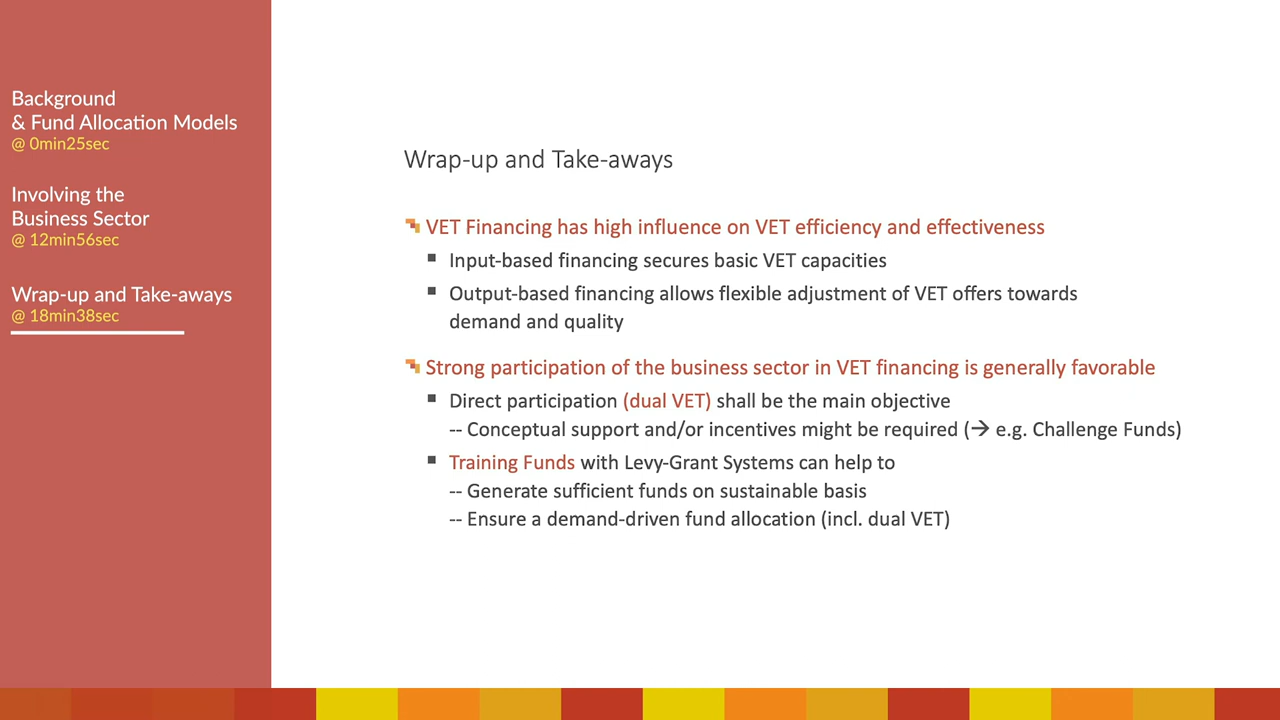 Background
& Fund Allocation Models
@ 0min25sec
Involving the
Business Sector
@ 12min56sec
Wrap-up and Take-aways
@ 18min38sec
Wrap-up and Take-aways
VET Financing has high influence on VET efficiency and effectiveness
Input-based financing secures basic VET capacities
Output-based financing allows flexible adjustment of VET offers towards
demand and quality
Strong participation of the business sector in VET financing is generally favorable
Direct participation (dual VET) shall be the main objective
-- Conceptual support and/or incentives might be required (→ e.g. Challenge Funds)
Training Funds with Levy-Grant Systems can help to
-- Generate sufficient funds on sustainable basis
-- Ensure a demand-driven fund allocation (incl. dual VET)